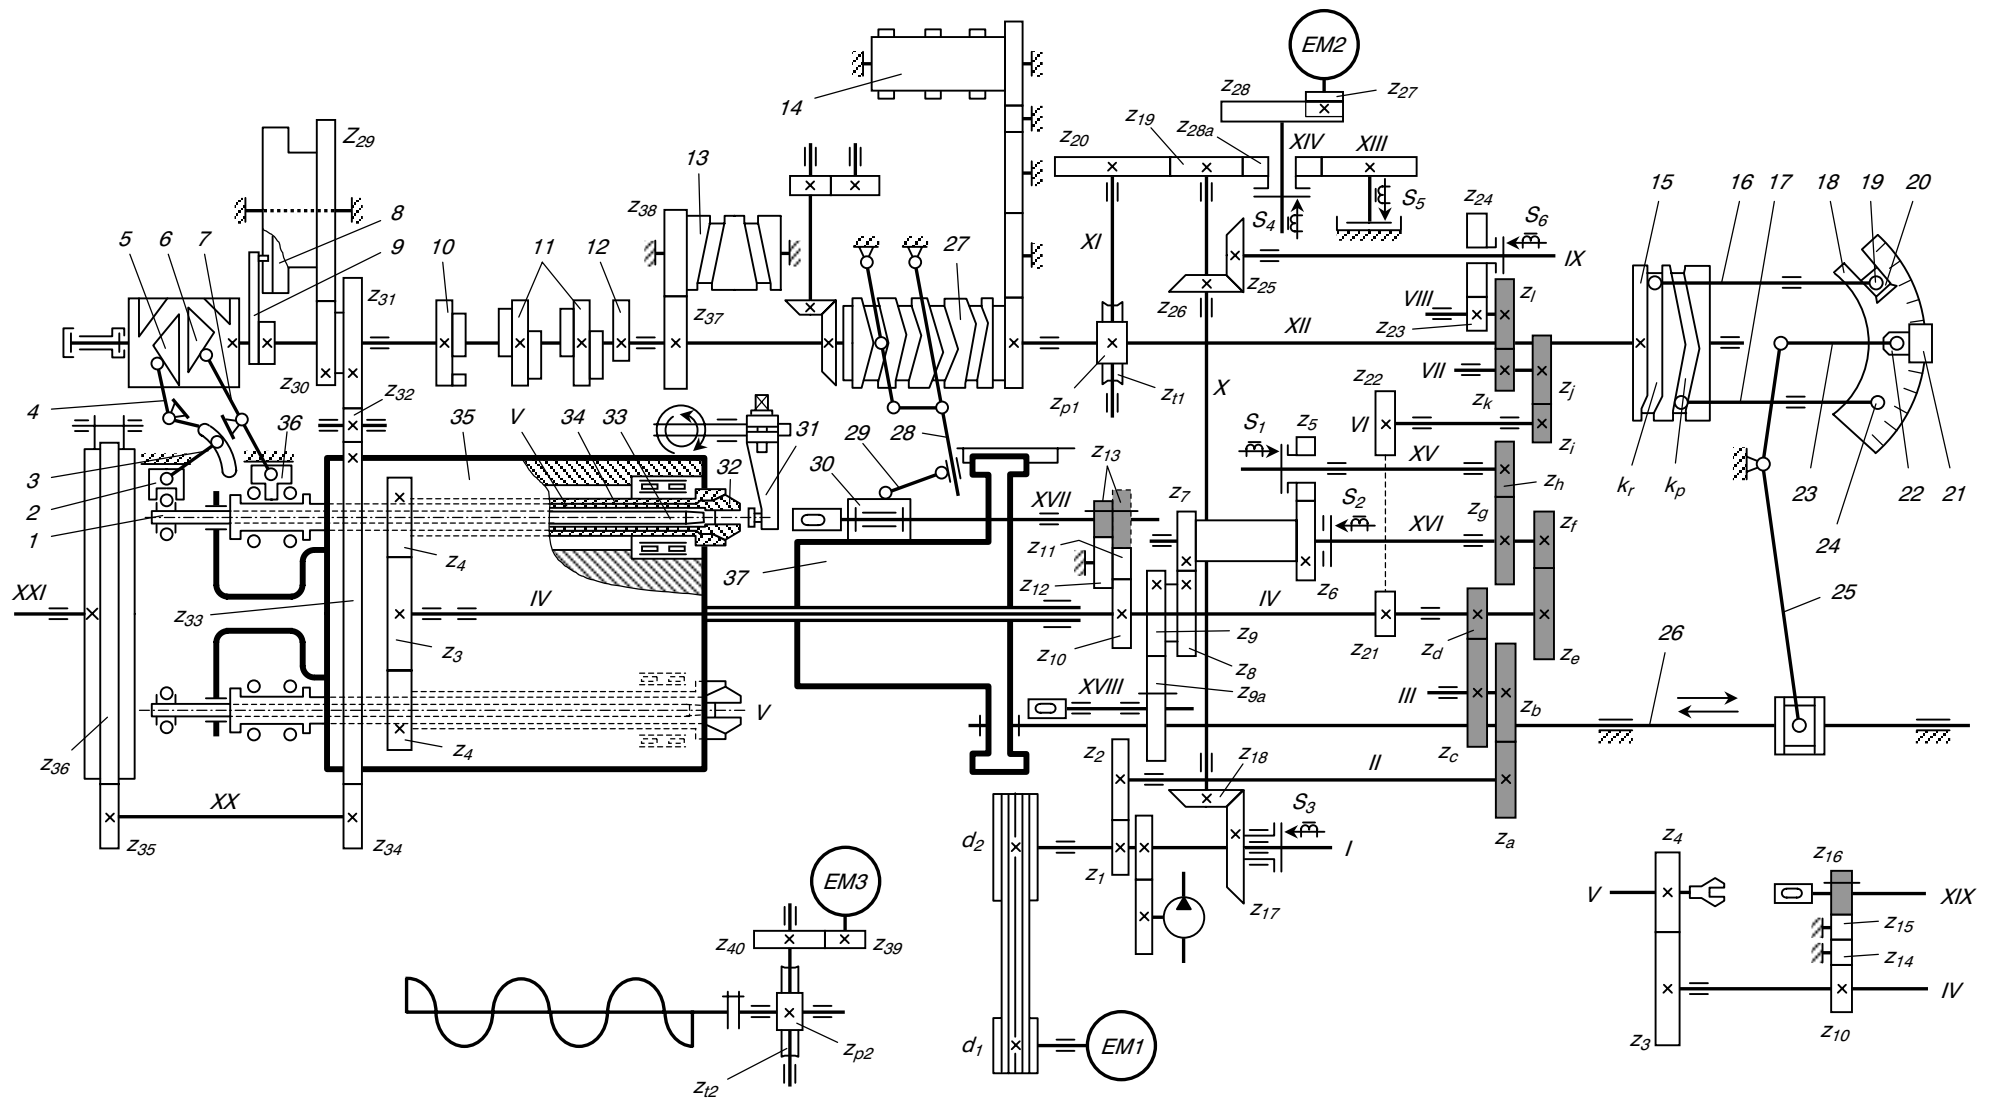 EM2
z28
z27
14
z20
z19
z28a
XIV
XIII
Z29
13
15
16
17
18
19
20
z24
S5
S6
S4
5
6
7
8
z38
27
XI
9
10
11
12
IX
z31
z37
z26
z25
VIII
zl
z23
XII
z30
z32
zp1
zt1
X
z22
VII
zk
zj
4
35
V
34
33
31
36
28
29
30
S1
z5
VI
zi
3
32
z13
XV
kr
kp
23
22
21
2
XVII
z7
S2
zh
1
zg
XVI
zf
24
z4
z11
37
z12
z6
XXI
IV
IV
25
z33
z3
z10
z9
z8
z21
zd
ze
26
XVIII
z9a
III
V
zb
z36
z4
z2
z18
II
zc
XX
S3
z35
z34
d2
z1
I
za
z4
z16
EM3
z17
V
XIX
z15
z40
z39
z14
IV
zp2
d1
EM1
z3
z10
zt2